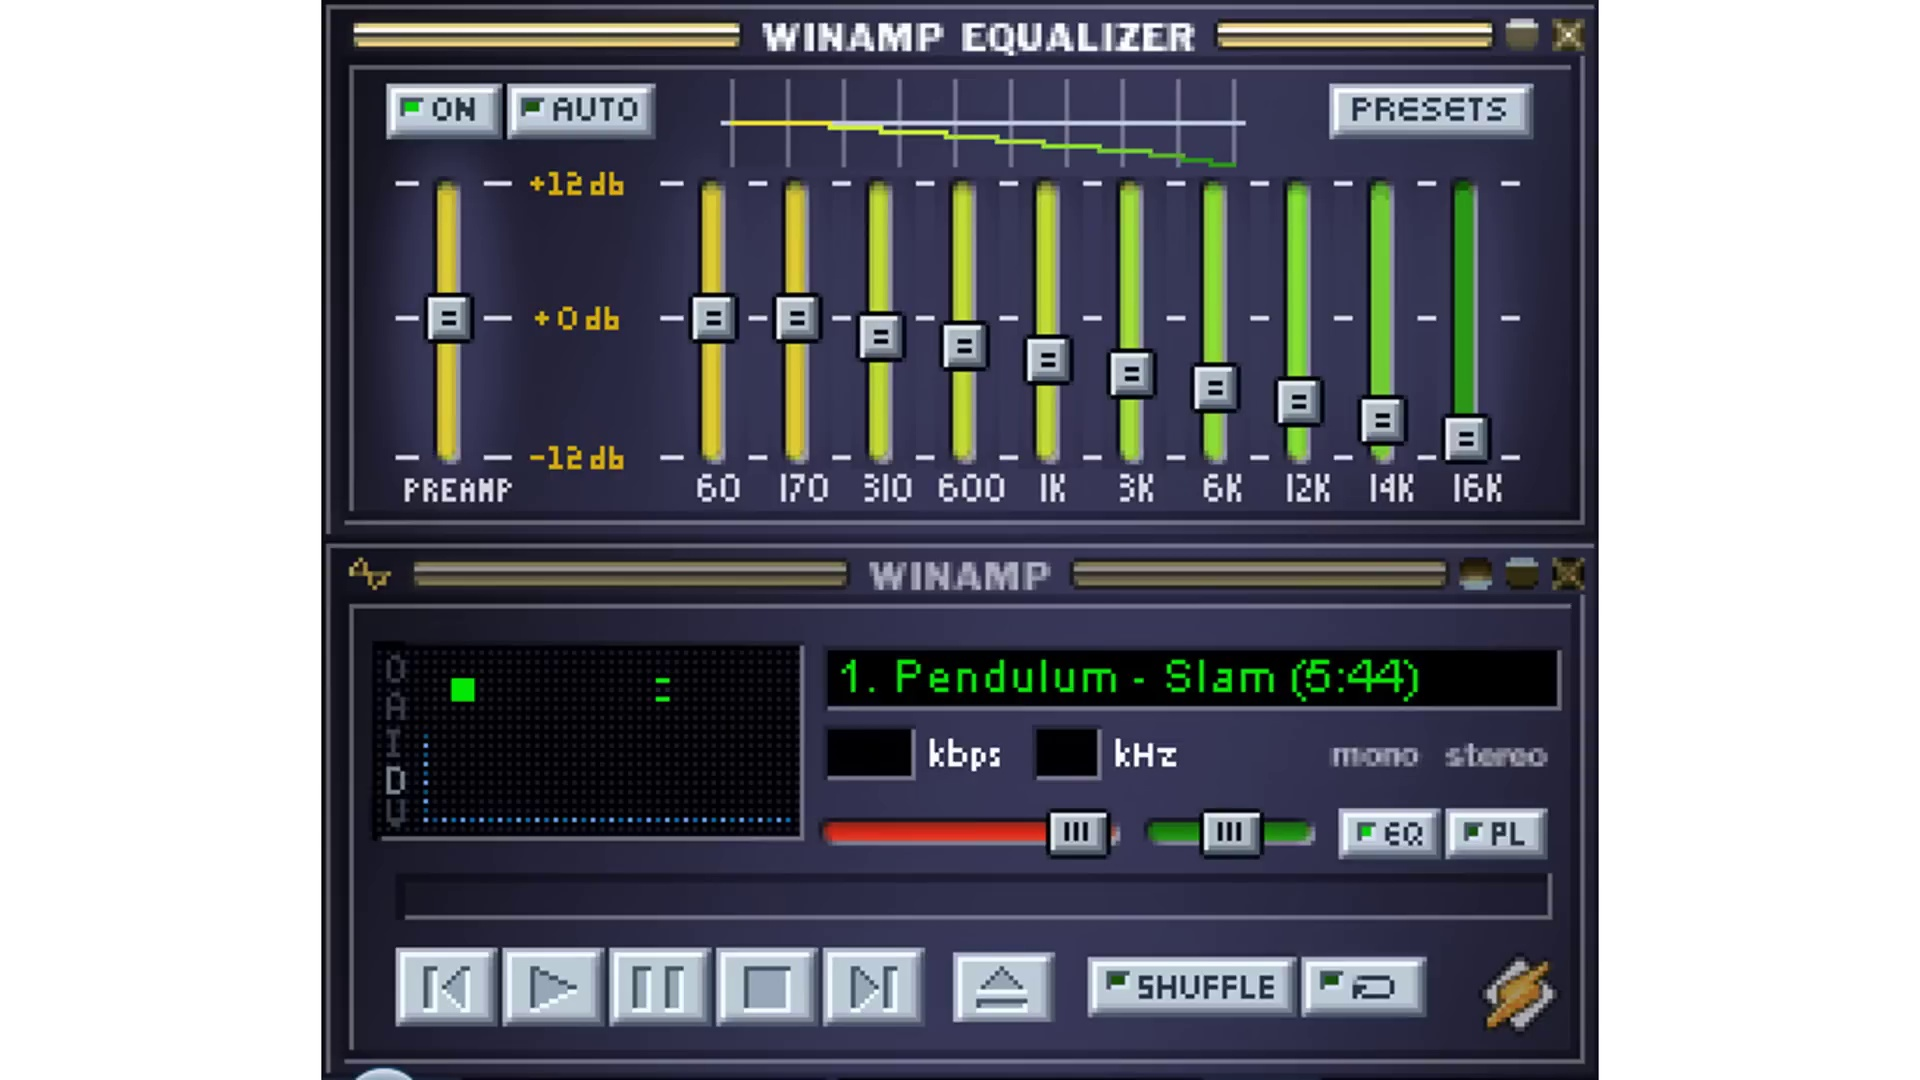 WINAMP EQUALIZER
ON AUTO PRESETS
+12 db
+0 db
-12 db
PREAMP 60 170 310 600 1K 3K 6K 12K 14K 16K
WINAMP
O
A
I
D
V
1. Pendulum - Slam (5:44)
kbps kHz mono stereo
EQ PL
SHUFFLE